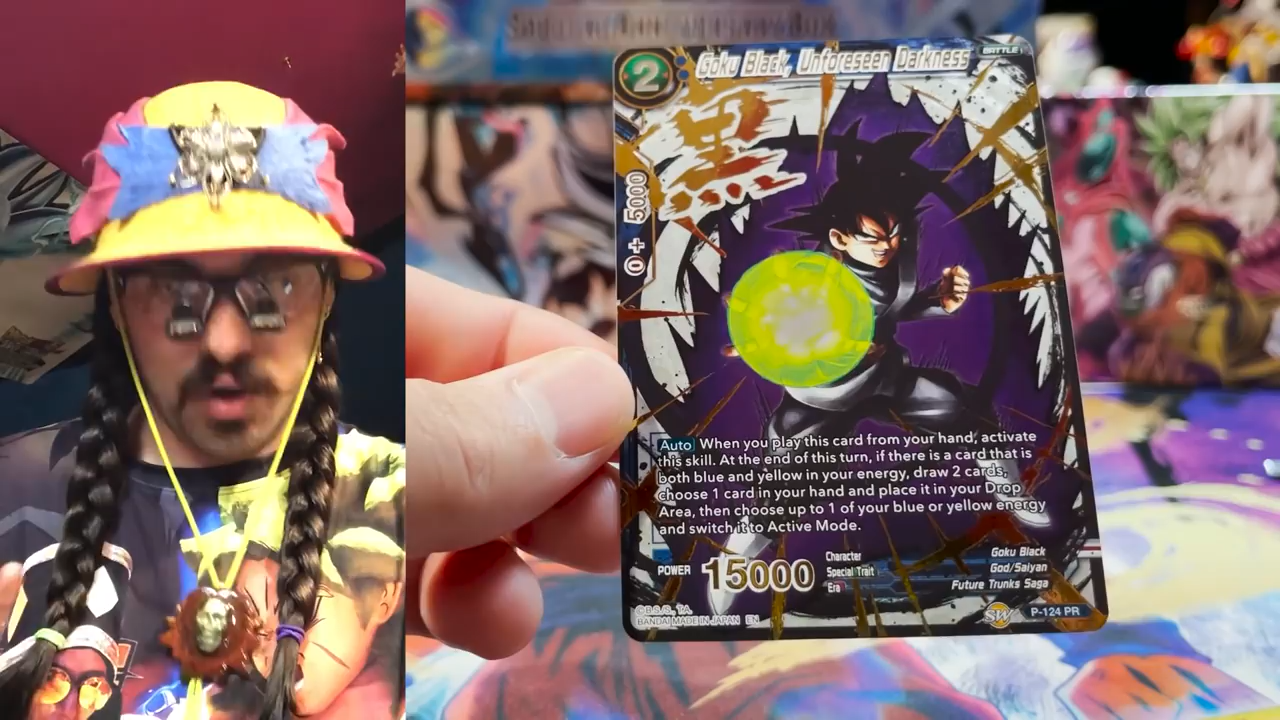 2
Goku Black, Unforeseen Darkness
BATTLE
0+ 5000
Auto When you play this card from your hand, activate
this skill. At the end of this turn, if there is a card that is
both blue and yellow in your energy, draw 2 cards,
choose 1 card in your hand and place it in your Drop
Area, then choose up to 1 of your blue or yellow energy
and switch it to Active Mode.
POWER 15000
Character Goku Black
Special Trait God/Saiyan
Era Future Trunks Saga
©B.S./S., T.A.
BANDAI MADE IN JAPAN EN
SW P-124 PR